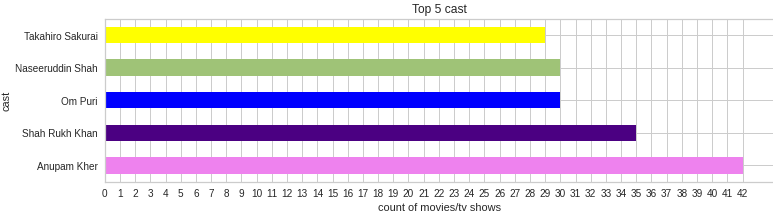 Top 5 cast
cast
Takahiro Sakurai
Naseeruddin Shah
Om Puri
Shah Rukh Khan
Anupam Kher
0 1 2 3 4 5 6 7 8 9 10 11 12 13 14 15 16 17 18 19 20 21 22 23 24 25 26 27 28 29 30 31 32 33 34 35 36 37 38 39 40 41 42
count of movies/tv shows